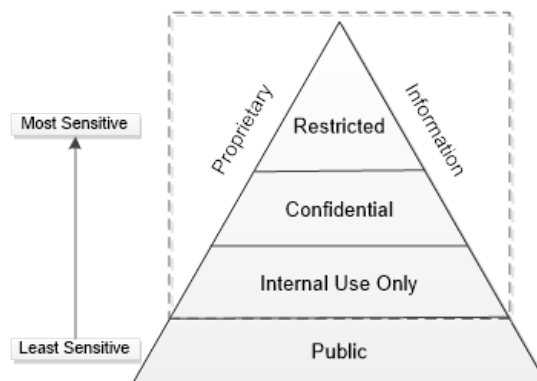 Proprietary
Information
Most Sensitive
Restricted
Confidential
Internal Use Only
Least Sensitive
Public